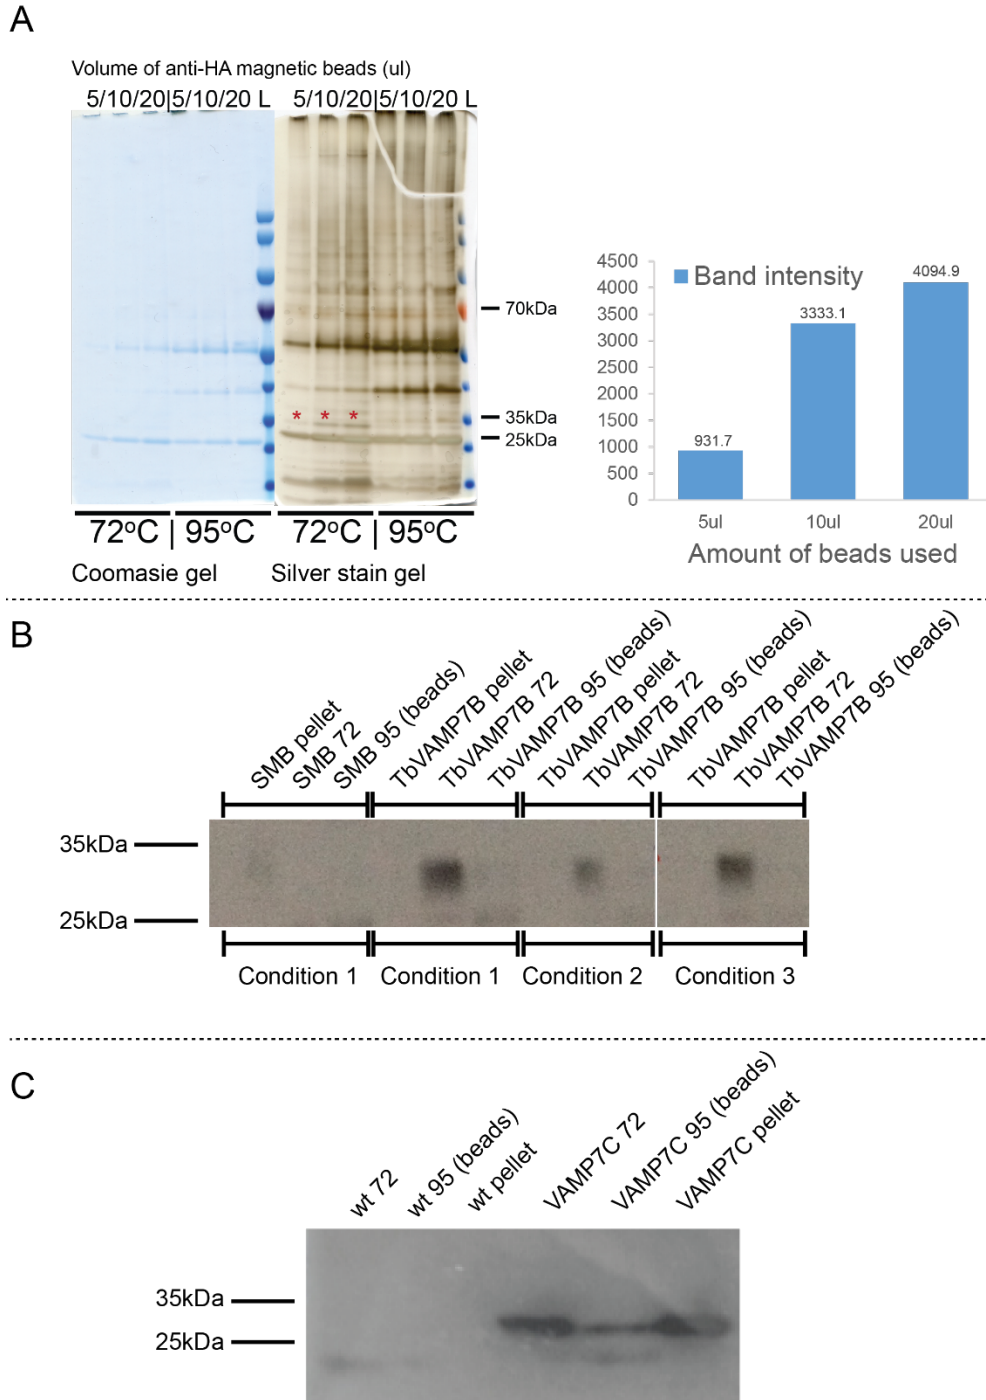 A
Volume of anti-HA magnetic beads (ul)
5/10/20|5/10/20 L 5/10/20|5/10/20 L
70kDa
35kDa
25kDa
* * *
72°C | 95°C 72°C | 95°C
Coomasie gel Silver stain gel
Band intensity
4500
4000
3500
3000
2500
2000
1500
1000
500
0
931.7
3333.1
4094.9
5ul 10ul 20ul
Amount of beads used
B
SMB pellet
SMB 72
SMB 95 (beads)
TbVAMP7B pellet
TbVAMP7B 72
TbVAMP7B 95 (beads)
TbVAMP7B pellet
TbVAMP7B 72
TbVAMP7B 95 (beads)
TbVAMP7B pellet
TbVAMP7B 72
TbVAMP7B 95 (beads)
35kDa
25kDa
Condition 1 Condition 1 Condition 2 Condition 3
C
wt 72
wt 95 (beads)
wt pellet
VAMP7C 72
VAMP7C 95 (beads)
VAMP7C pellet
35kDa
25kDa